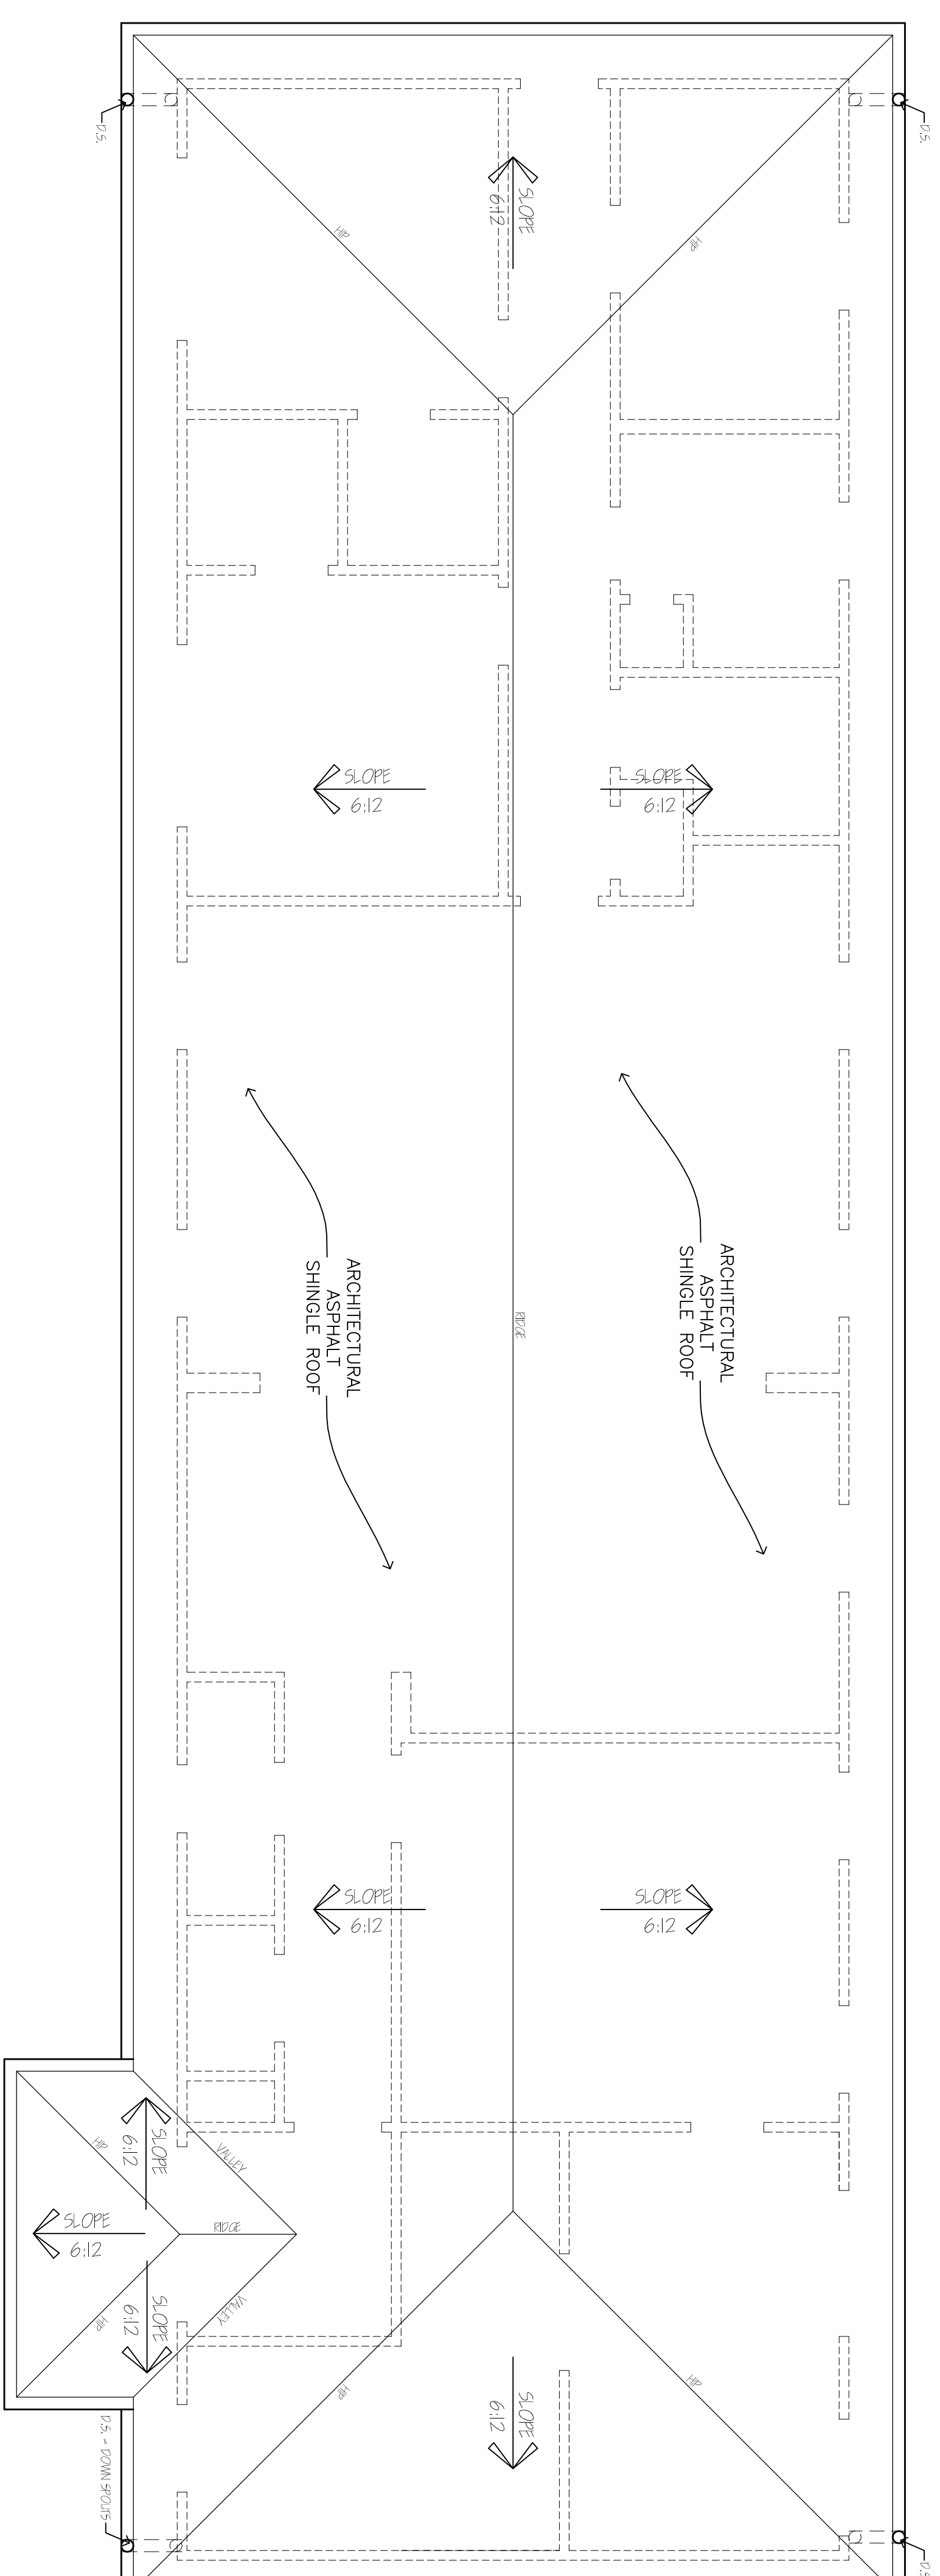 D.S.
D.S.
SLOPE
6:12
HIP
HIP
SLOPE
6:12
SLOPE
6:12
ARCHITECTURAL
ASPHALT
SHINGLE ROOF
ARCHITECTURAL
ASPHALT
SHINGLE ROOF
RIDGE
SLOPE
6:12
SLOPE
6:12
HIP
SLOPE
6:12
VALLEY
SLOPE
6:12
RIDGE
SLOPE
6:12
HIP
VALLEY
HIP
HIP
SLOPE
6:12
D.S. = DOWN SPOUTS
D.S.